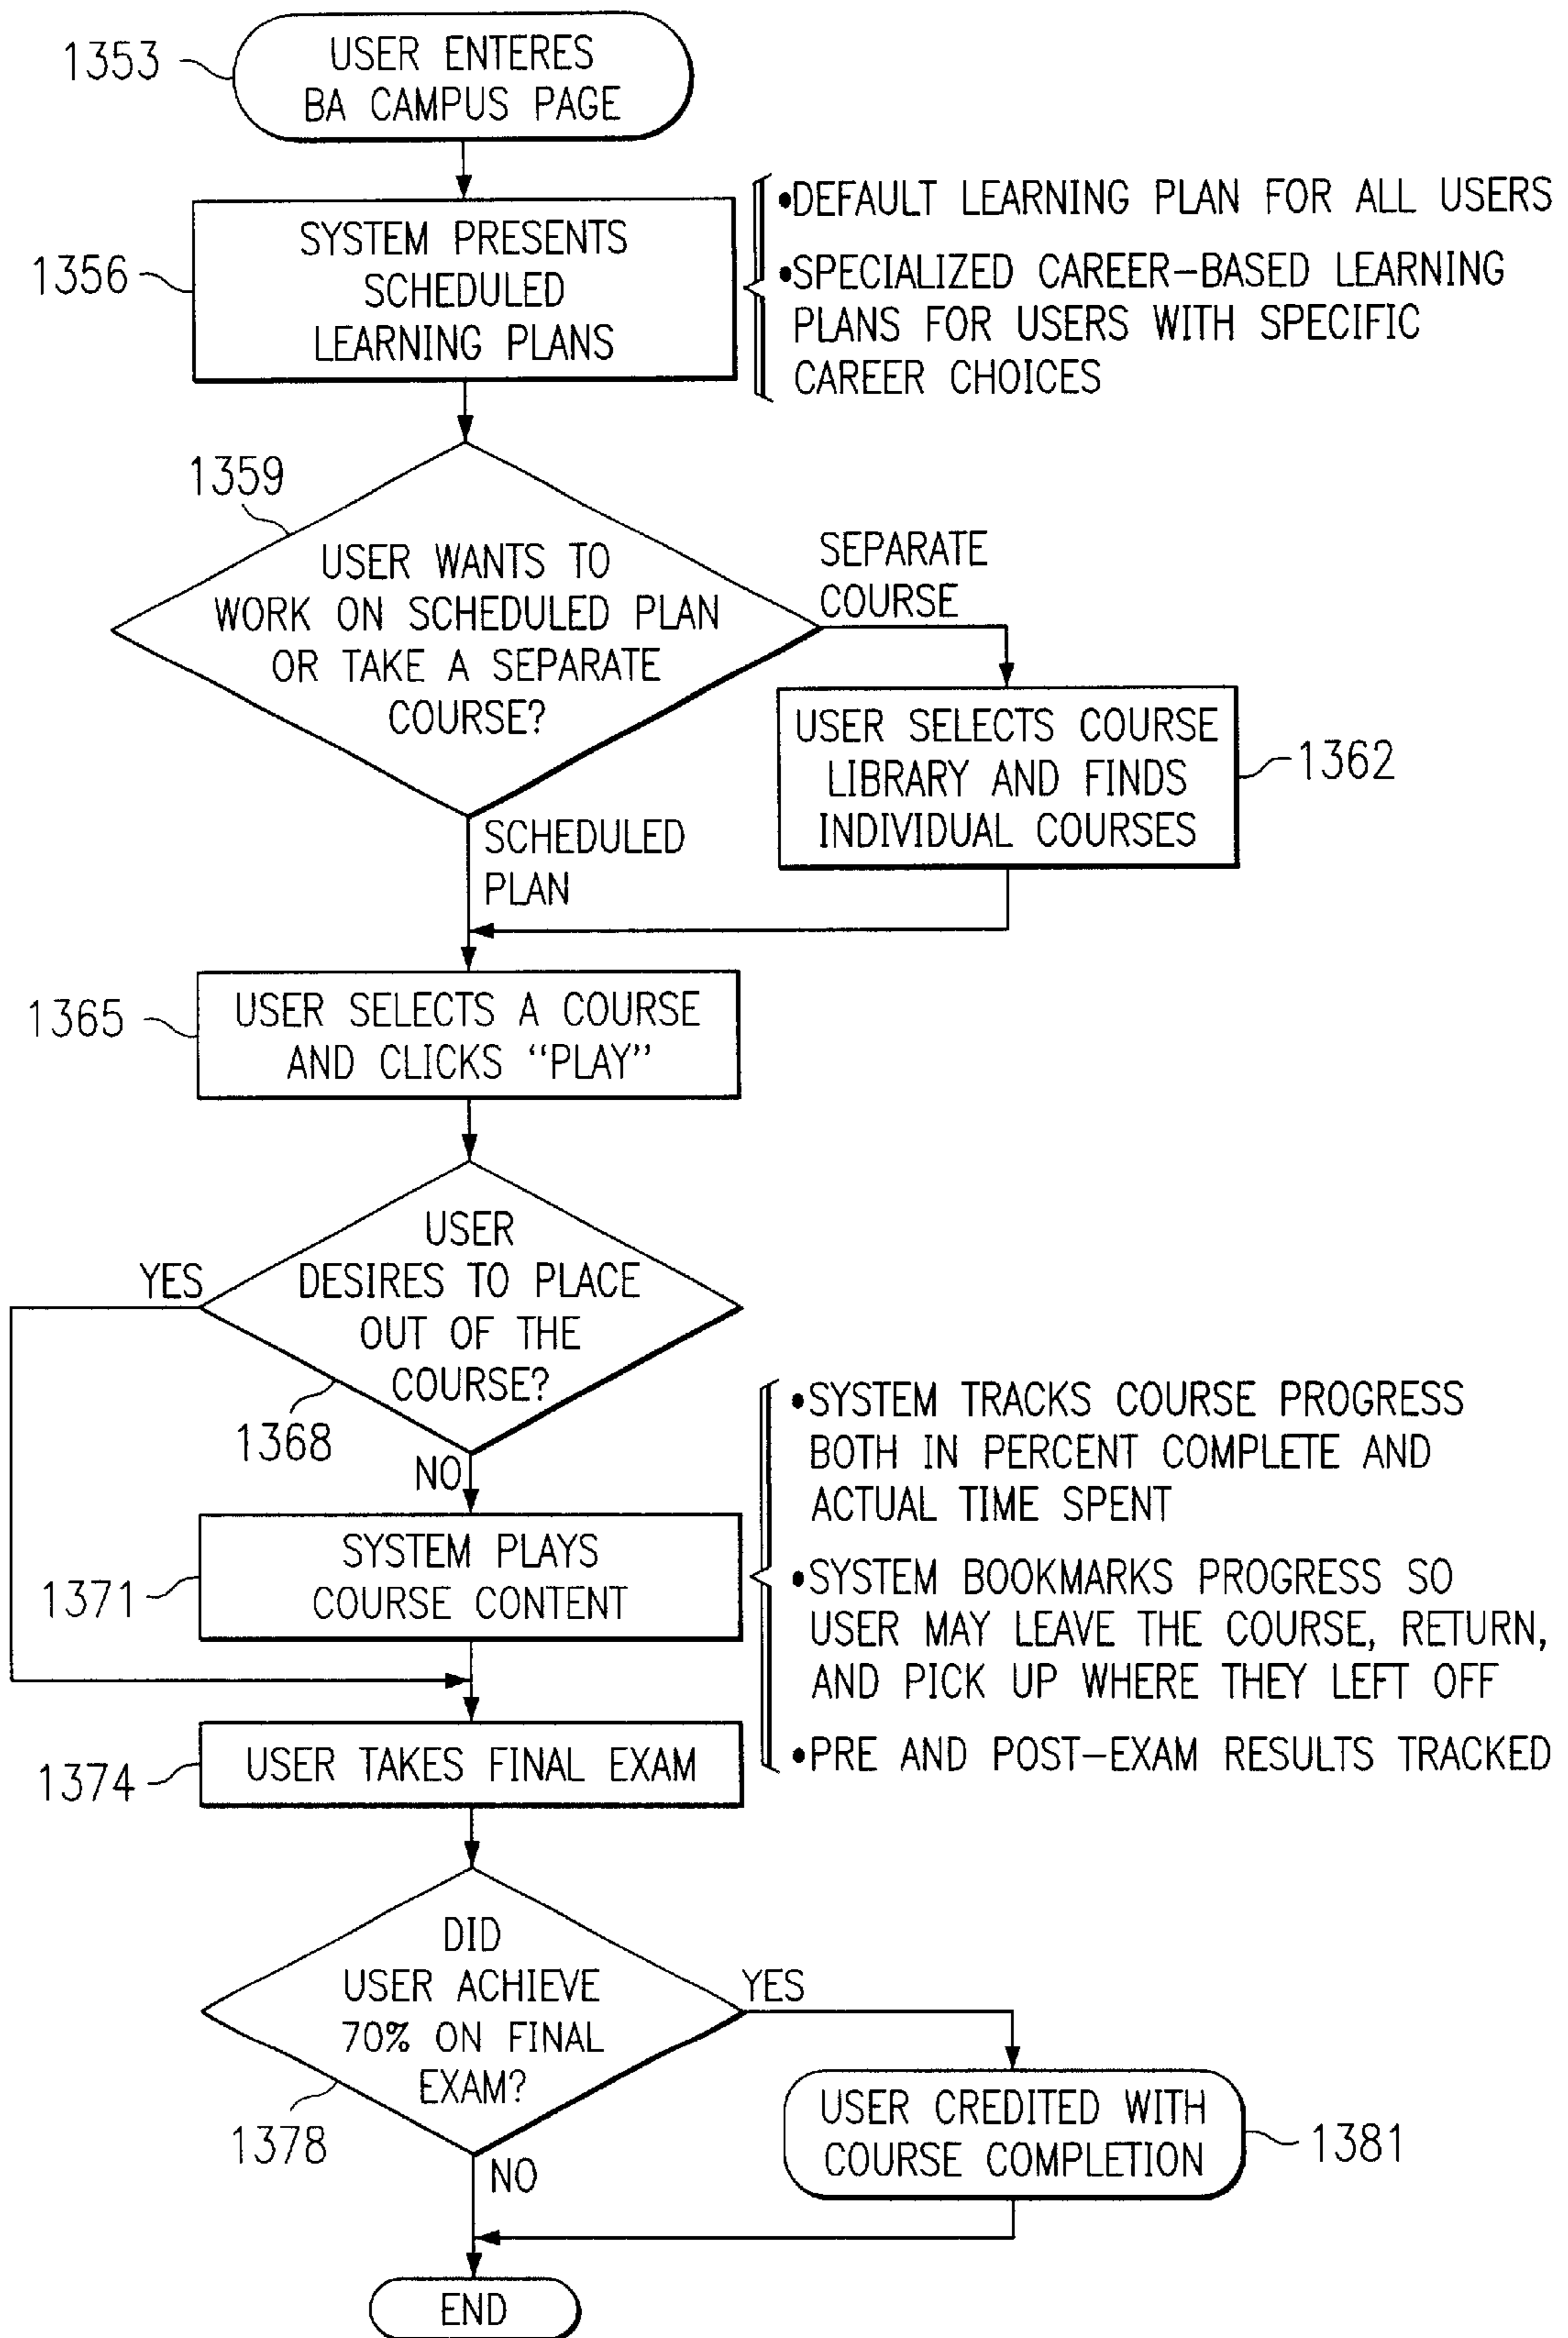 1353
USER ENTERES
BA CAMPUS PAGE
1356
SYSTEM PRESENTS
SCHEDULED
LEARNING PLANS
•DEFAULT LEARNING PLAN FOR ALL USERS
•SPECIALIZED CAREER-BASED LEARNING
PLANS FOR USERS WITH SPECIFIC
CAREER CHOICES
1359
USER WANTS TO
WORK ON SCHEDULED PLAN
OR TAKE A SEPARATE
COURSE?
SEPARATE
COURSE
USER SELECTS COURSE
LIBRARY AND FINDS
INDIVIDUAL COURSES
1362
SCHEDULED
PLAN
1365
USER SELECTS A COURSE
AND CLICKS “PLAY”
USER
DESIRES TO PLACE
OUT OF THE
COURSE?
YES
1368
NO
1371
SYSTEM PLAYS
COURSE CONTENT
•SYSTEM TRACKS COURSE PROGRESS
BOTH IN PERCENT COMPLETE AND
ACTUAL TIME SPENT
•SYSTEM BOOKMARKS PROGRESS SO
USER MAY LEAVE THE COURSE, RETURN,
AND PICK UP WHERE THEY LEFT OFF
•PRE AND POST-EXAM RESULTS TRACKED
1374
USER TAKES FINAL EXAM
DID
USER ACHIEVE
70% ON FINAL
EXAM?
YES
1378
NO
USER CREDITED WITH
COURSE COMPLETION
1381
END